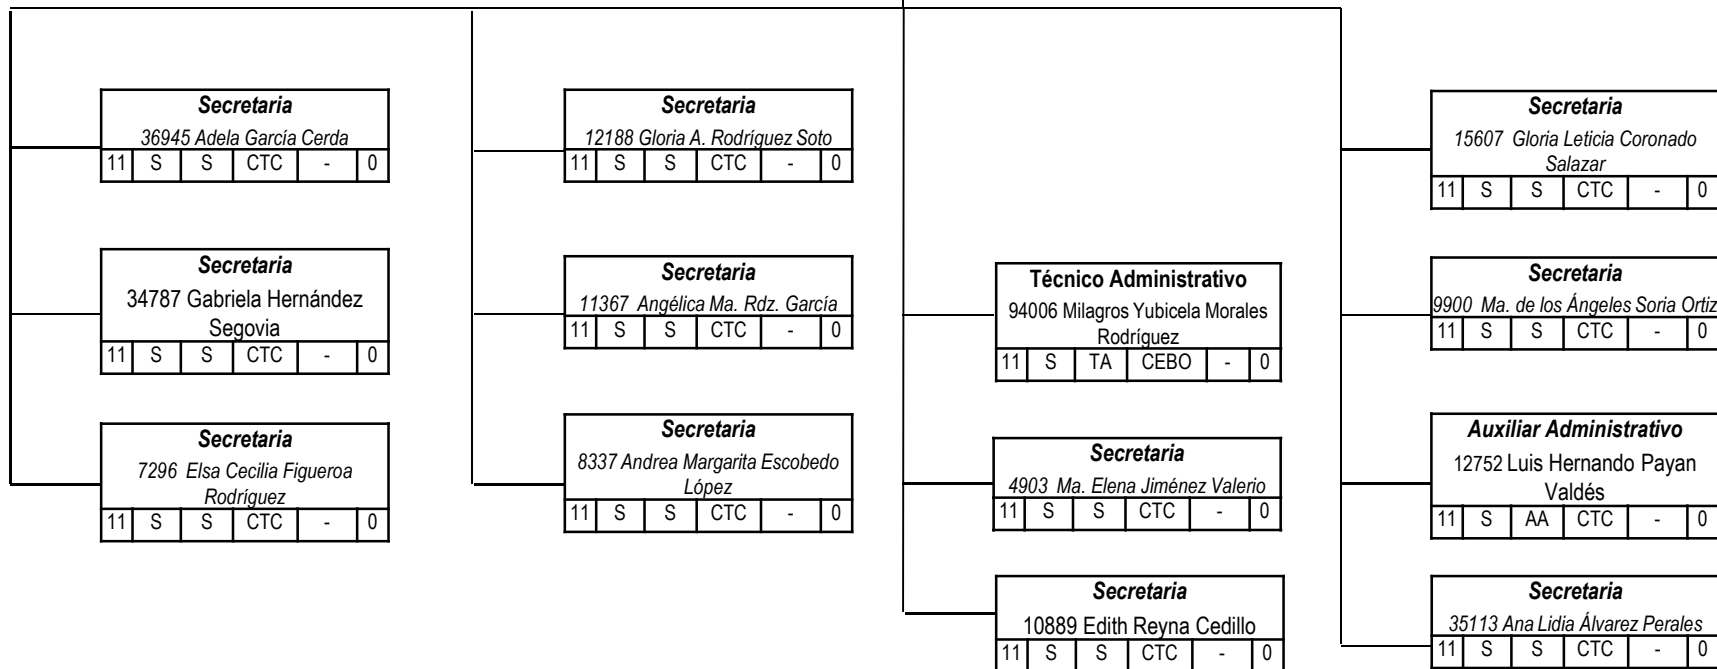 Secretaria
36945 Adela García Cerda
11 S S CTC - 0
Secretaria
34787 Gabriela Hernández
Segovia
11 S S CTC - 0
Secretaria
7296 Elsa Cecilia Figueroa
Rodríguez
11 S S CTC - 0
Secretaria
12188 Gloria A. Rodríguez Soto
11 S S CTC - 0
Secretaria
11367 Angélica Ma. Rdz. García
11 S S CTC - 0
Secretaria
8337 Andrea Margarita Escobedo
López
11 S S CTC - 0
Técnico Administrativo
94006 Milagros Yubicela Morales
Rodríguez
11 S TA CEBO - 0
Secretaria
4903 Ma. Elena Jiménez Valerio
11 S S CTC - 0
Secretaria
10889 Edith Reyna Cedillo
11 S S CTC - 0
Secretaria
15607 Gloria Leticia Coronado
Salazar
11 S S CTC - 0
Secretaria
9900 Ma. de los Ángeles Soria Ortiz
11 S S CTC - 0
Auxiliar Administrativo
12752 Luis Hernando Payan
Valdés
11 S AA CTC - 0
Secretaria
35113 Ana Lidia Álvarez Perales
11 S S CTC - 0